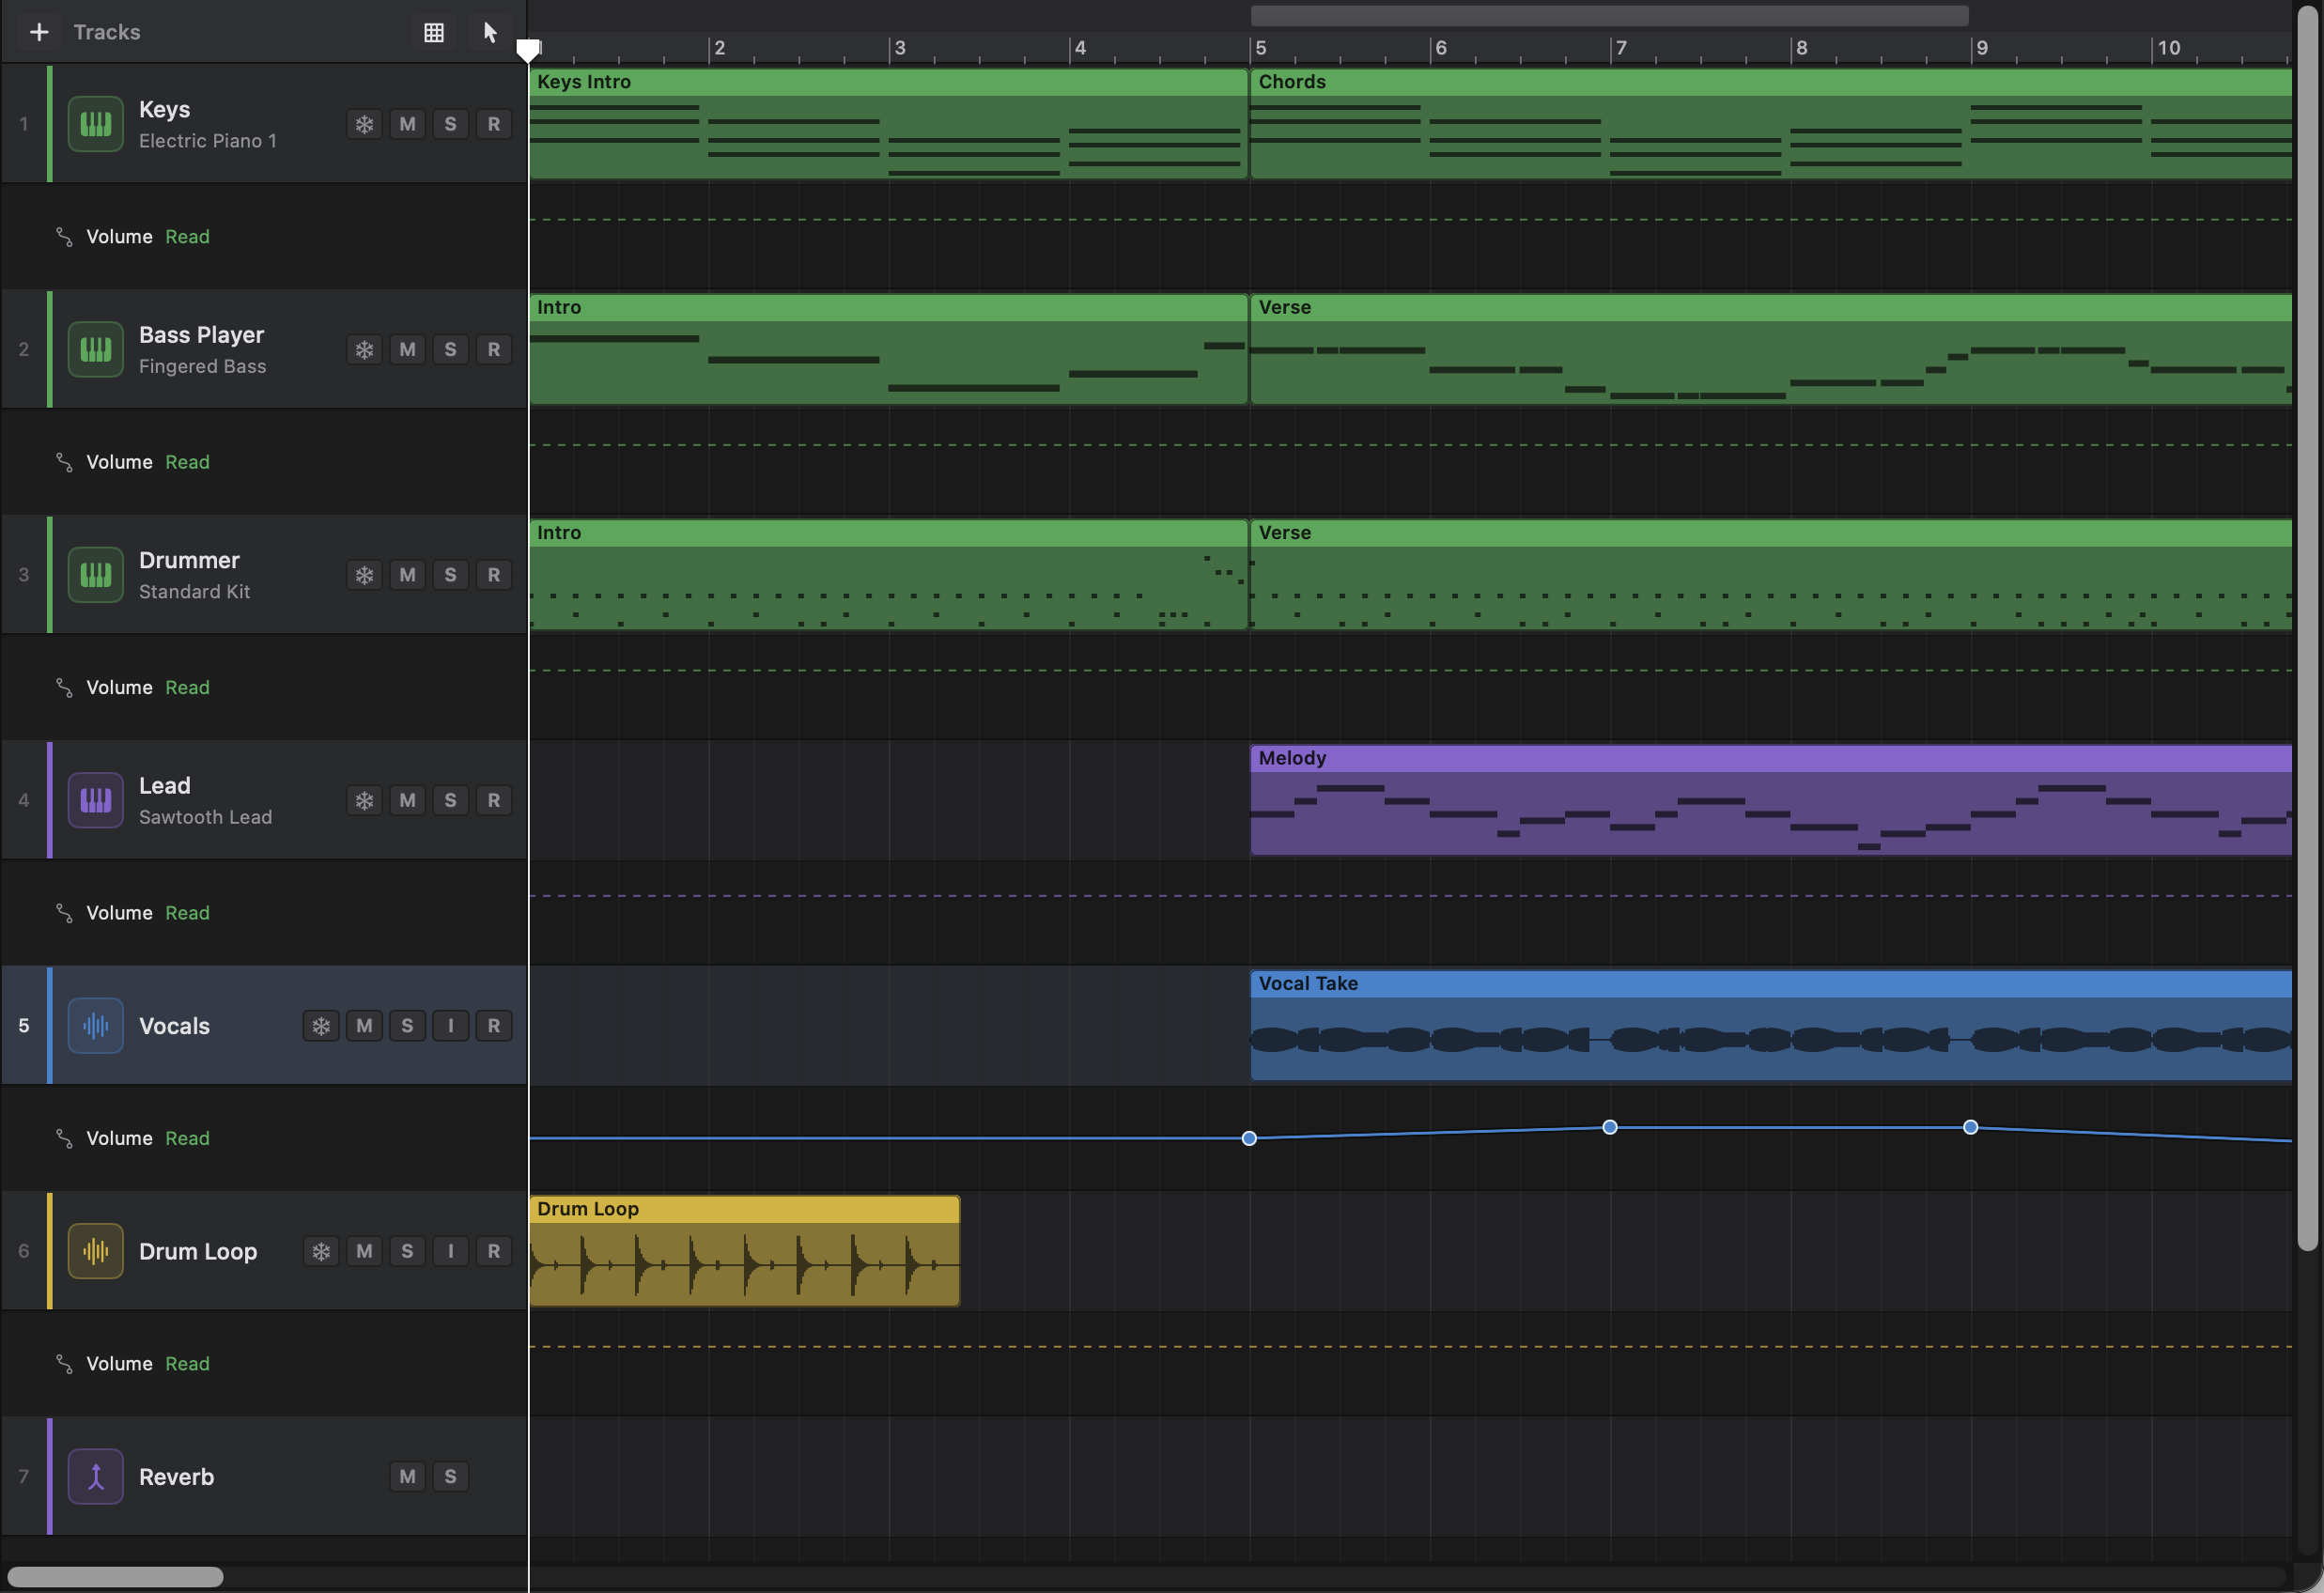 Tracks
2 3 4 5 6 7 8 9 10
1
Keys
Electric Piano 1
M S R
Keys Intro
Chords
Volume Read
2
Bass Player
Fingered Bass
M S R
Intro
Verse
Volume Read
3
Drummer
Standard Kit
M S R
Intro
Verse
Volume Read
4
Lead
Sawtooth Lead
M S R
Melody
Volume Read
5
Vocals
M S I R
Vocal Take
Volume Read
6
Drum Loop
M S I R
Drum Loop
Volume Read
7
Reverb
M S